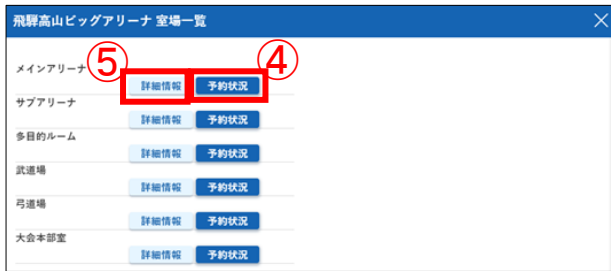 飛騨高山ビッグアリーナ 室場一覧
⑤ ④
メインアリーナ
詳細情報 予約状況
サブアリーナ
詳細情報 予約状況
多目的ルーム
詳細情報 予約状況
武道場
詳細情報 予約状況
弓道場
詳細情報 予約状況
大会本部室
詳細情報 予約状況